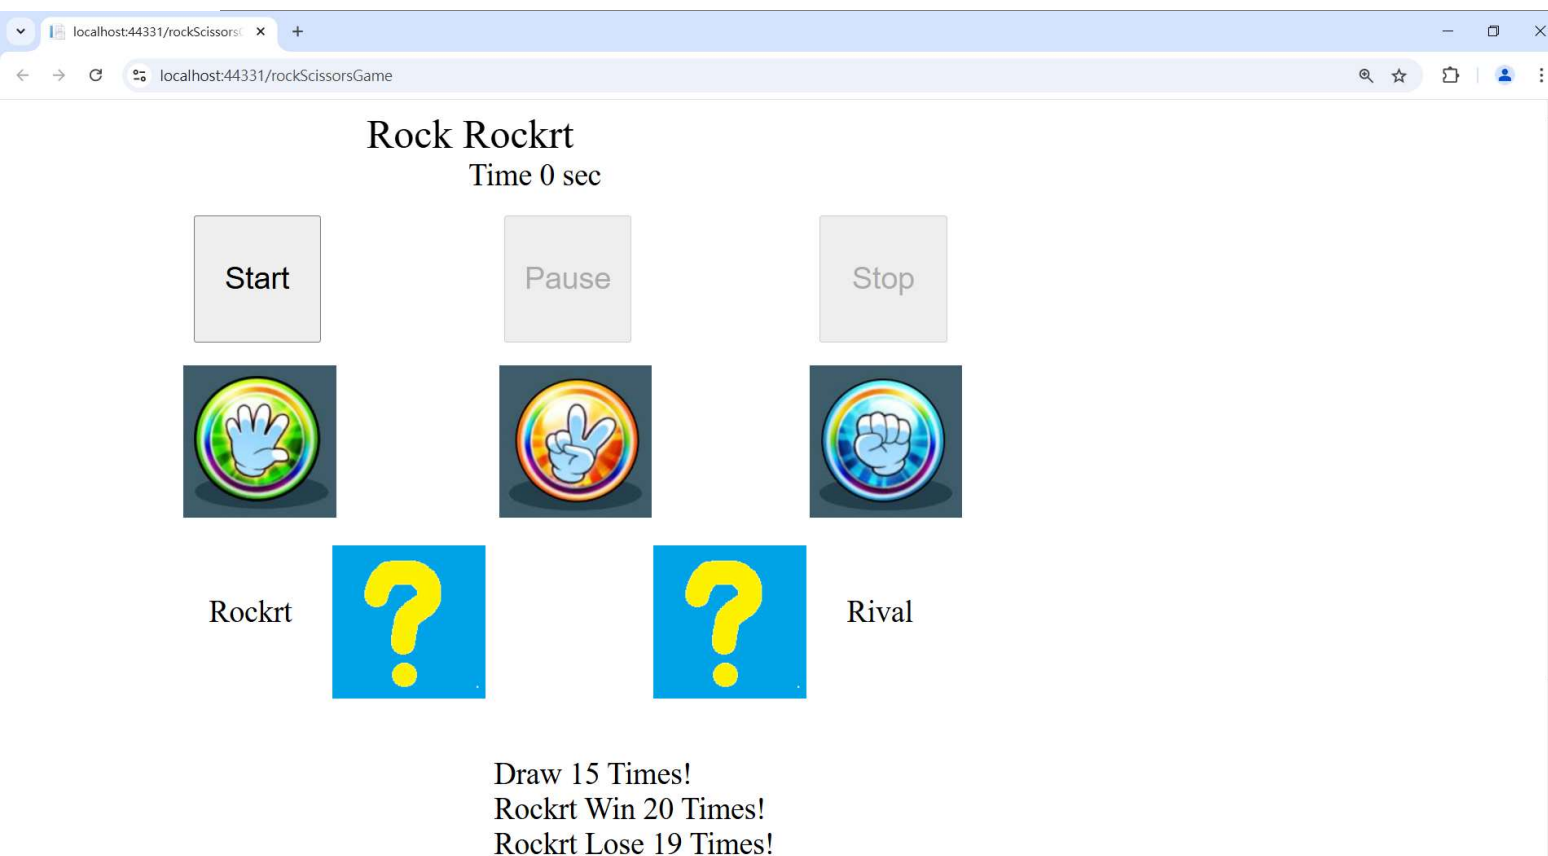 localhost:44331/rockScissorsG
localhost:44331/rockScissorsGame
Rock Rockrt
Time 0 sec
Start Pause Stop
Rockrt Rival
Draw 15 Times!
Rockrt Win 20 Times!
Rockrt Lose 19 Times!